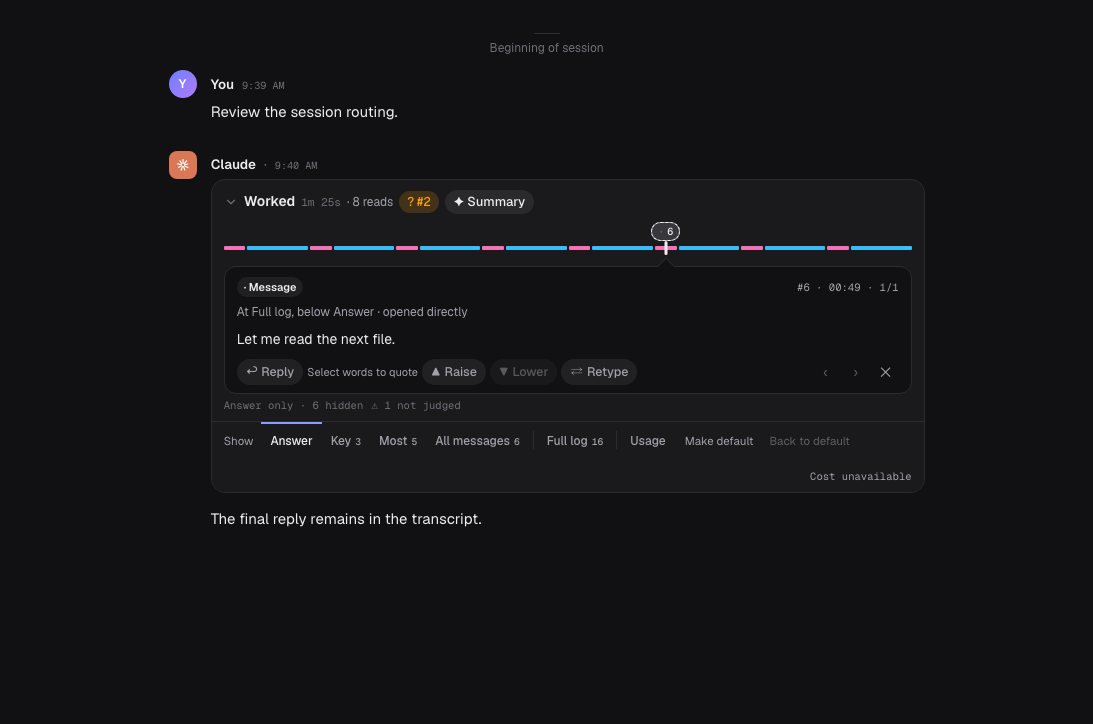 Beginning of session
Y You 9:39 AM
Review the session routing.
Claude · 9:40 AM
Worked 1m 25s · 8 reads ? #2 ✦ Summary
· 6
· Message #6 · 00:49 · 1/1
At Full log, below Answer · opened directly
Let me read the next file.
↩ Reply Select words to quote ▲ Raise ▼ Lower ⇄ Retype ‹ › ×
Answer only · 6 hidden ⚠ 1 not judged
Show Answer Key 3 Most 5 All messages 6 Full log 16 Usage Make default Back to default
Cost unavailable
The final reply remains in the transcript.